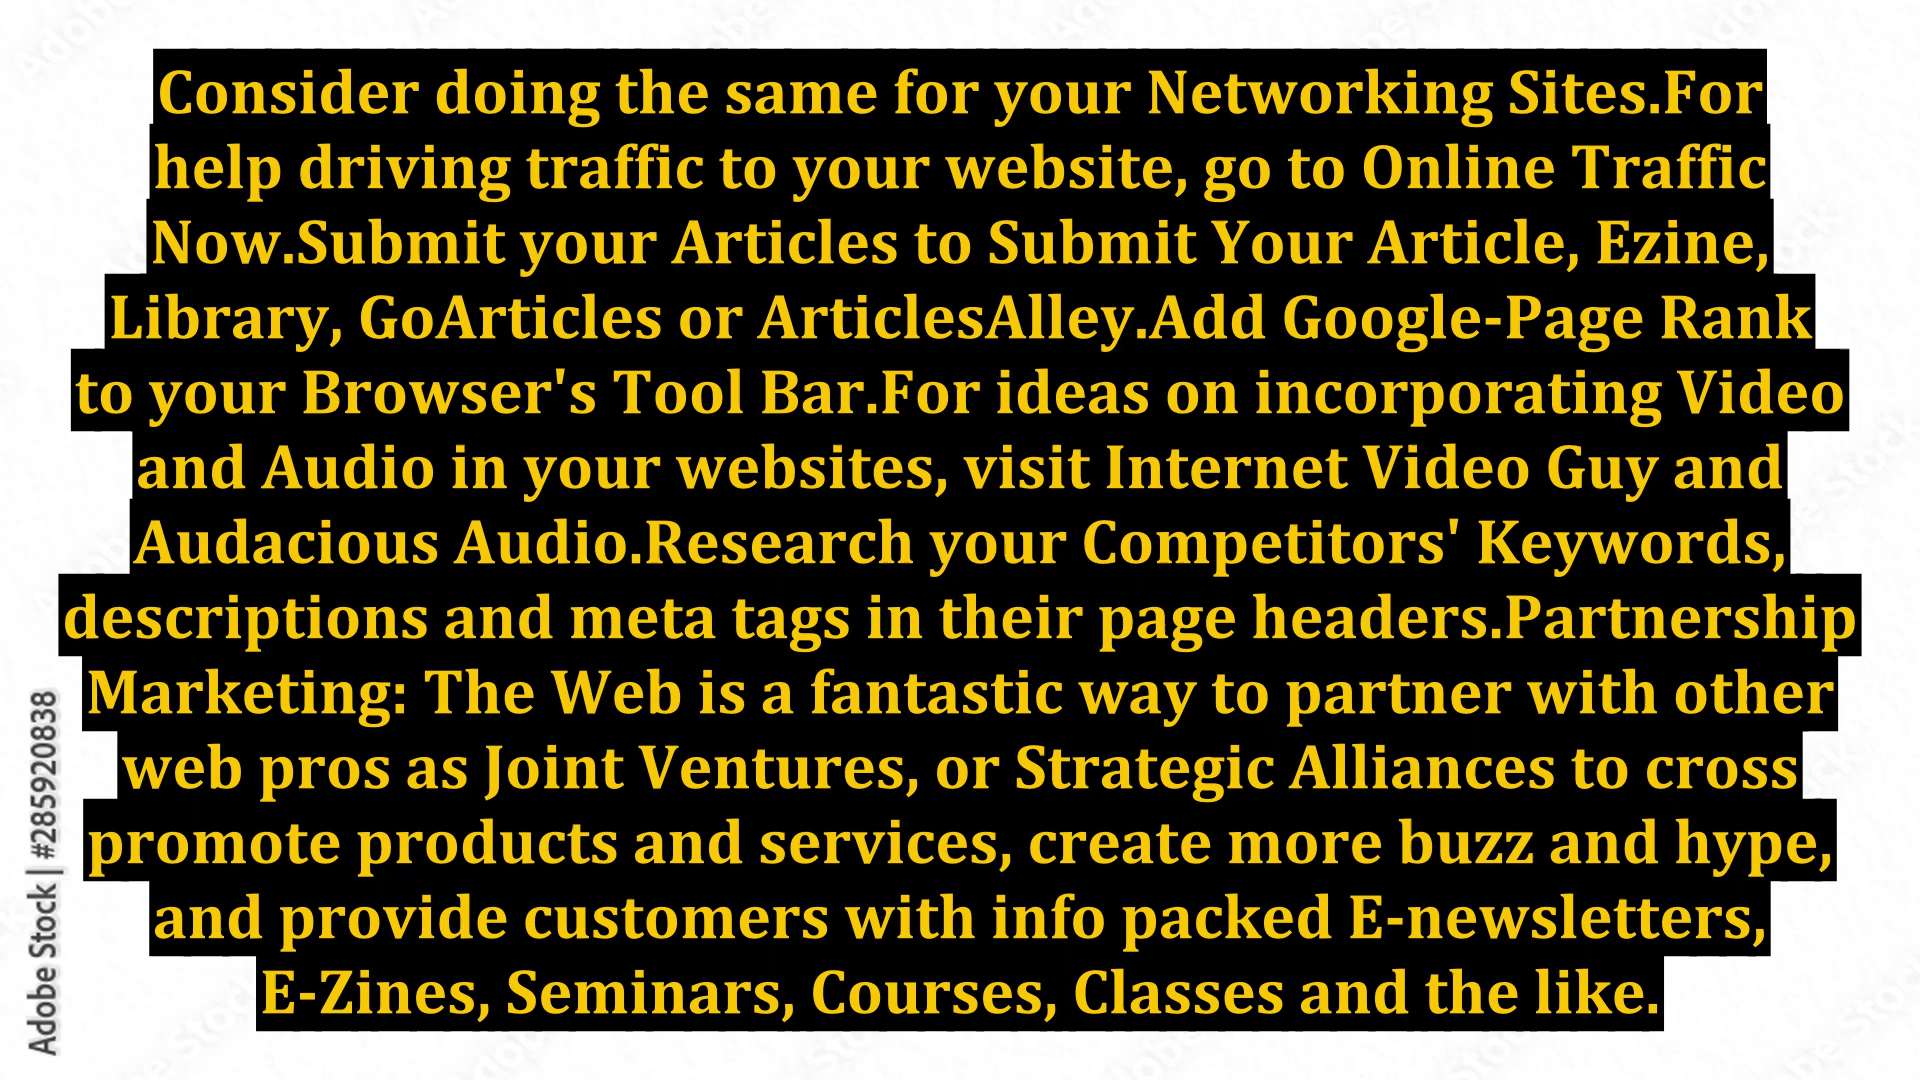 Consider doing the same for your Networking Sites.For
help driving traffic to your website, go to Online Traffic
Now.Submit your Articles to Submit Your Article, Ezine,
Library, GoArticles or ArticlesAlley.Add Google-Page Rank
to your Browser's Tool Bar.For ideas on incorporating Video
and Audio in your websites, visit Internet Video Guy and
Audacious Audio.Research your Competitors' Keywords,
descriptions and meta tags in their page headers.Partnership
Marketing: The Web is a fantastic way to partner with other
web pros as Joint Ventures, or Strategic Alliances to cross
promote products and services, create more buzz and hype,
and provide customers with info packed E-newsletters,
E-Zines, Seminars, Courses, Classes and the like.
Adobe Stock | #285920838